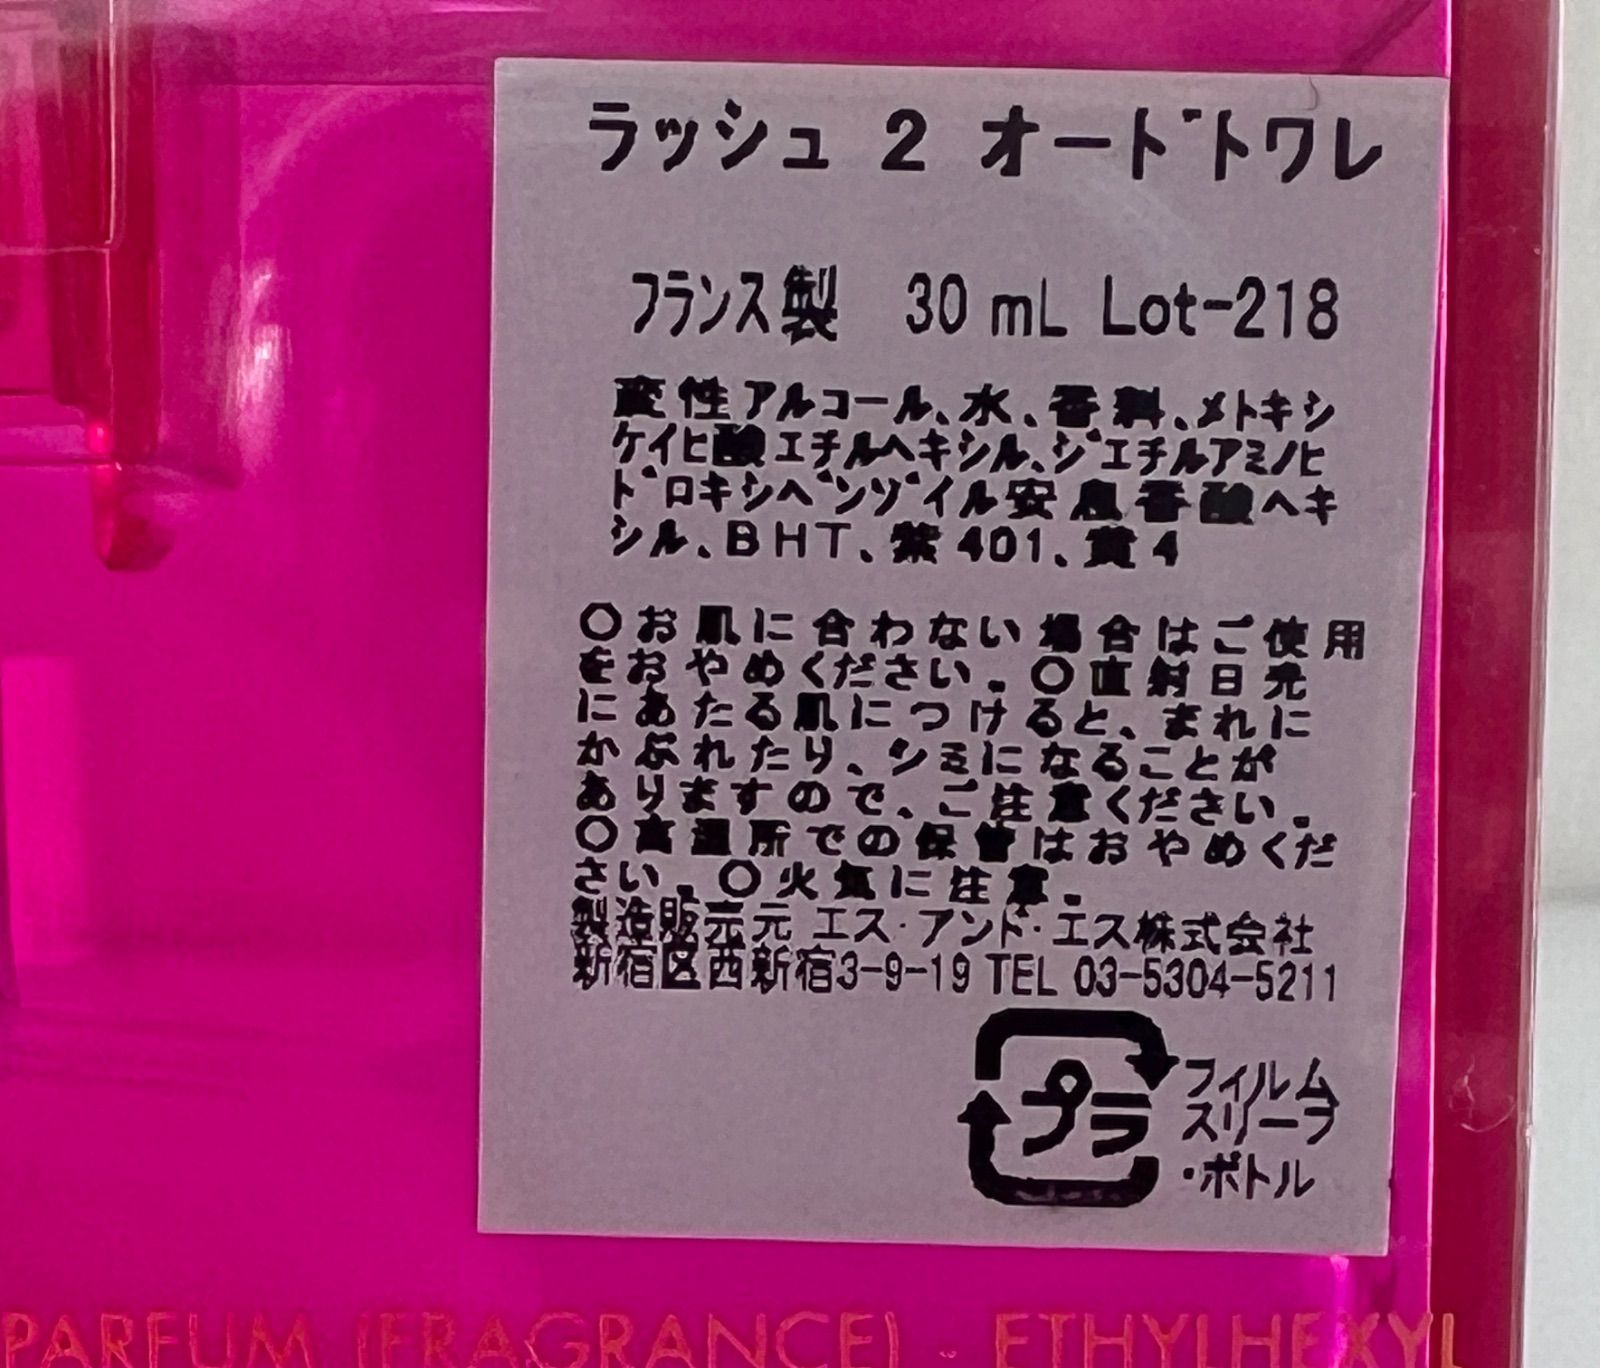 ラッシュ 2 オードトワレ
フランス製 30 mL Lot-218
変性アルコール、水、香料、メトキシ
ケイヒ酸エチルヘキシル、ジエチルアミノヒ
ドロキシベンゾイル安息香酸ヘキ
シル、BHT、紫401、黄4
○お肌に合わない場合はご使用
をおやめください。○直射日光
にあたる肌につけると、まれに
かぶれたり、シミになることが
ありますので、ご注意ください。
○高温所での保管はおやめくだ
さい。○火気に注意。
製造販売元 エス・アンド・エス株式会社
新宿区西新宿3-9-19 TEL 03-5304-5211
プラ
フィルム
スリーブ
・ボトル
PARFUM (FRAGRANCE) - ETHYLHEXYL